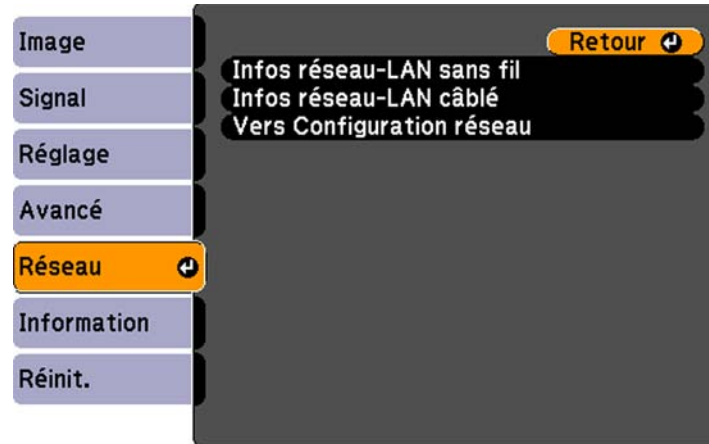 Image
Signal
Réglage
Avancé
Réseau
Information
Réinit.
Retour
Infos réseau-LAN sans fil
Infos réseau-LAN câblé
Vers Configuration réseau